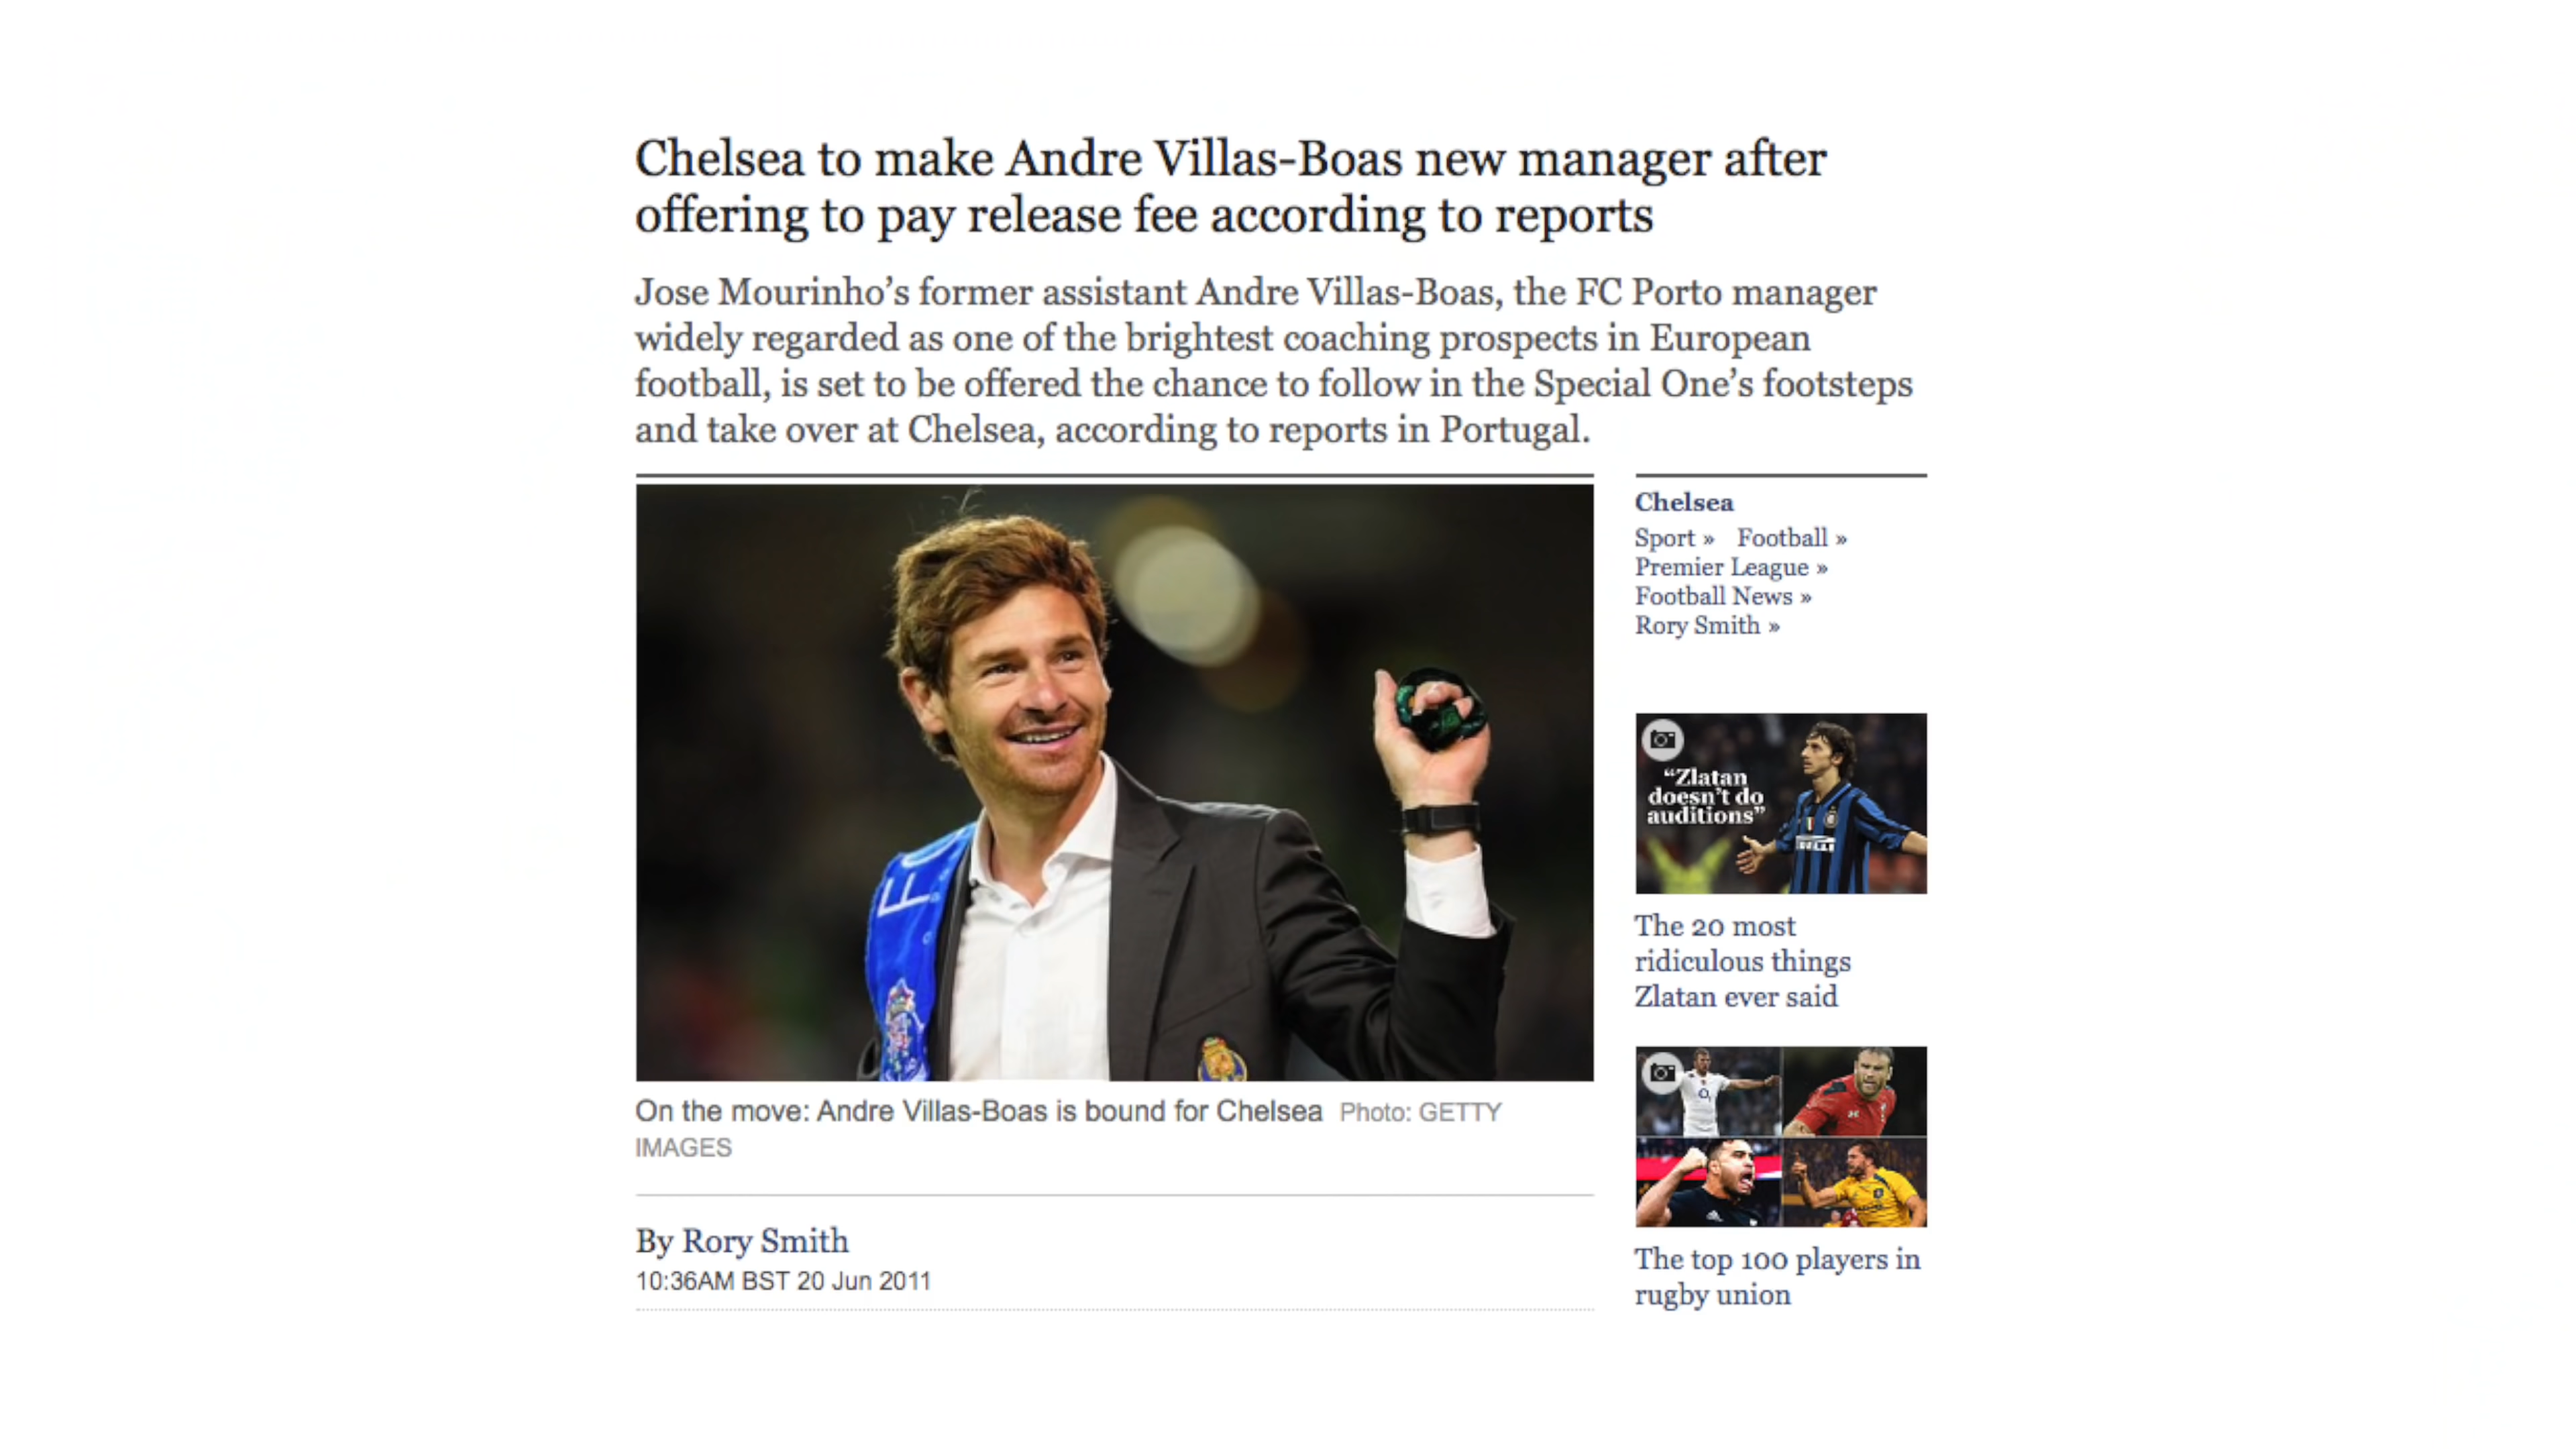 Chelsea to make Andre Villas-Boas new manager after
offering to pay release fee according to reports
Jose Mourinho’s former assistant Andre Villas-Boas, the FC Porto manager
widely regarded as one of the brightest coaching prospects in European
football, is set to be offered the chance to follow in the Special One’s footsteps
and take over at Chelsea, according to reports in Portugal.
FC
On the move: Andre Villas-Boas is bound for Chelsea Photo: GETTY
IMAGES
By Rory Smith
10:36AM BST 20 Jun 2011
Chelsea
Sport » Football »
Premier League »
Football News »
Rory Smith »
“Zlatan
doesn’t do
auditions”
PIRELLI
The 20 most
ridiculous things
Zlatan ever said
O2
The top 100 players in
rugby union